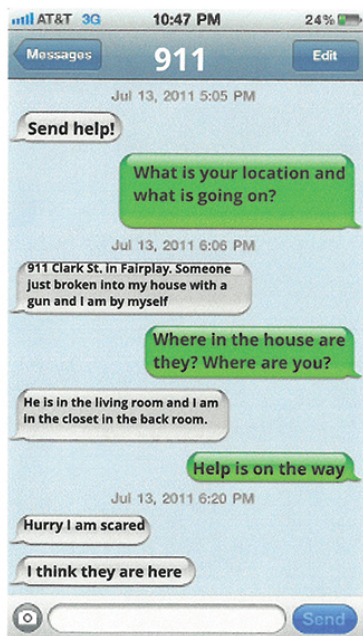 AT&T 3G 10:47 PM 24%
Messages 911 Edit
Jul 13, 2011 5:05 PM
Send help!
What is your location and
what is going on?
Jul 13, 2011 6:06 PM
911 Clark St. in Fairplay. Someone
just broken into my house with a
gun and I am by myself
Where in the house are
they? Where are you?
He is in the living room and I am
in the closet in the back room.
Help is on the way
Jul 13, 2011 6:20 PM
Hurry I am scared
I think they are here
Send